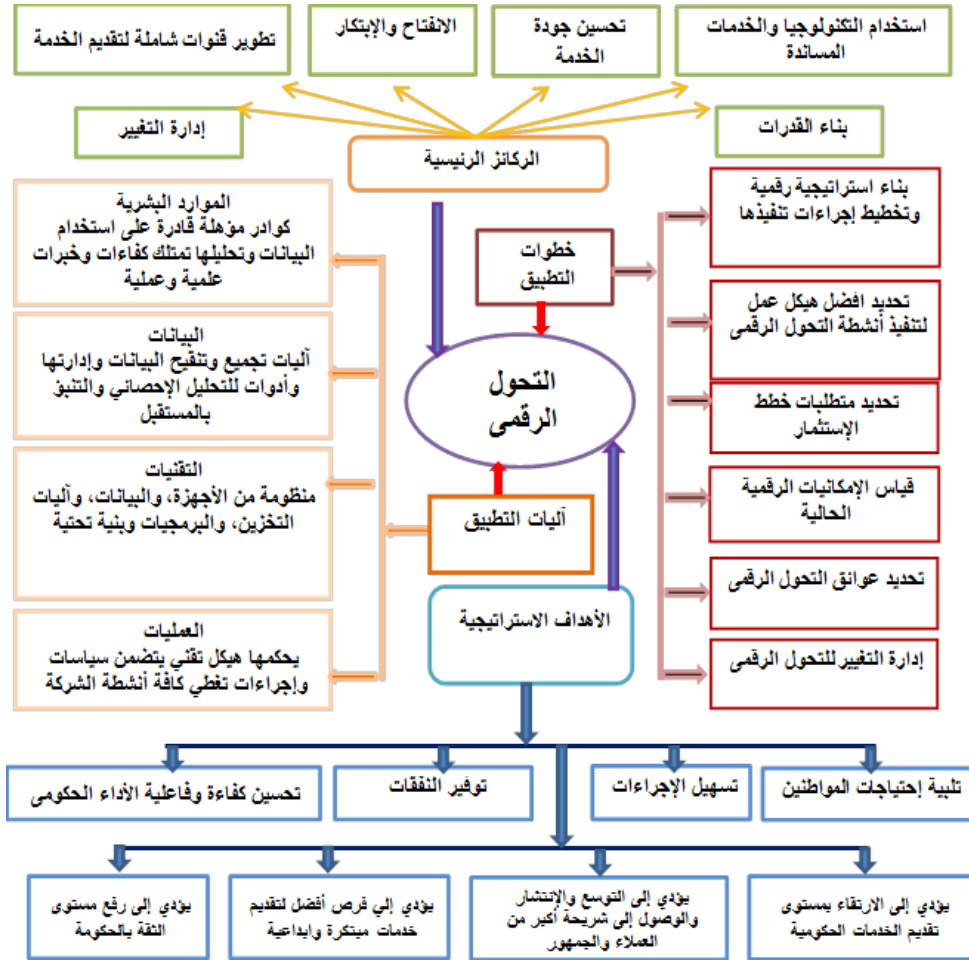 استخدام التكنولوجيا والخدمات
المساندة
تحسين جودة
الخدمة
الانفتاح والإبتكار
تطوير قنوات شاملة لتقديم الخدمة
بناء القدرات
إدارة التغيير
الركائز الرئيسية
خطوات
التطبيق
بناء استراتيجية رقمية
وتخطيط إجراءات تنفيذها
تحديد افضل هيكل عمل
لتنفيذ أنشطة التحول الرقمى
تحديد متطلبات خطط
الإستثمار
قياس الإمكانيات الرقمية
الحالية
تحديد عوائق التحول الرقمى
إدارة التغيير للتحول الرقمى
التحول
الرقمى
آليات التطبيق
الموارد البشرية
كوادر مؤهلة قادرة على استخدام
البيانات وتحليلها تمتلك كفاءات وخبرات
علمية وعملية
البيانات
آليات تجميع وتنقيح البيانات وإدارتها
وأدوات للتحليل الإحصائي والتنبؤ
بالمستقبل
التقنيات
منظومة من الأجهزة، والبيانات، وآليات
التخزين، والبرمجيات وبنية تحتية
العمليات
يحكمها هيكل تقني يتضمن سياسات
وإجراءات تغطي كافة أنشطة الشركة
الأهداف الاستراتيجية
تلبية إحتياجات المواطنين
تسهيل الإجراءات
توفير النفقات
تحسين كفاءة وفاعلية الأداء الحكومى
يؤدي إلى الارتقاء بمستوى
تقديم الخدمات الحكومية
يؤدي إلى التوسع والإنتشار
والوصول إلى شريحة أكبر من
العملاء والجمهور
يؤدي إلي فرص أفضل لتقديم
خدمات مبتكرة وابداعية
يؤدي إلى رفع مستوى
الثقة بالحكومة